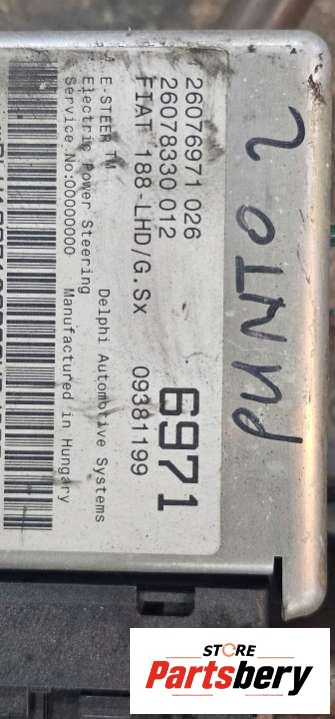 26076971 026
26078330 012
FIAT 188-LHD/G.Sx 09381199
6971
E-STEER TM Delphi Automotive Systems
Electric Power Steering
Service.No:00000000 Manufactured in Hungary
PUNTO 2
STORE
Partsbery